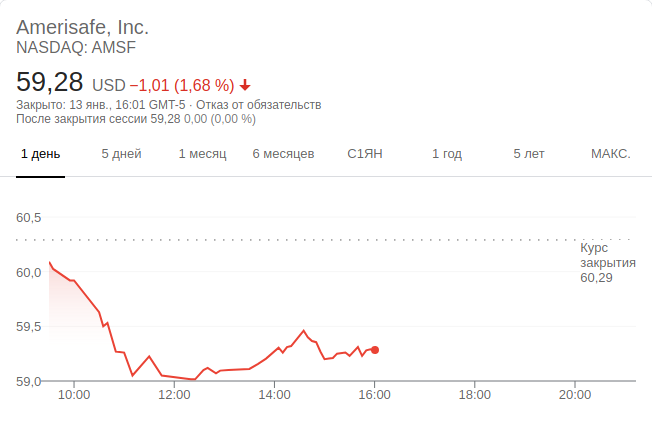 Amerisafe, Inc.
NASDAQ: AMSF
59,28 USD −1,01 (1,68 %)
Закрыто: 13 янв., 16:01 GMT-5 · Отказ от обязательств
После закрытия сессии 59,28 0,00 (0,00 %)
1 день 5 дней 1 месяц 6 месяцев С1ЯН 1 год 5 лет МАКС.
60,5
Курс
закрытия
60,29
60,0
59,5
59,0
10:00 12:00 14:00 16:00 18:00 20:00